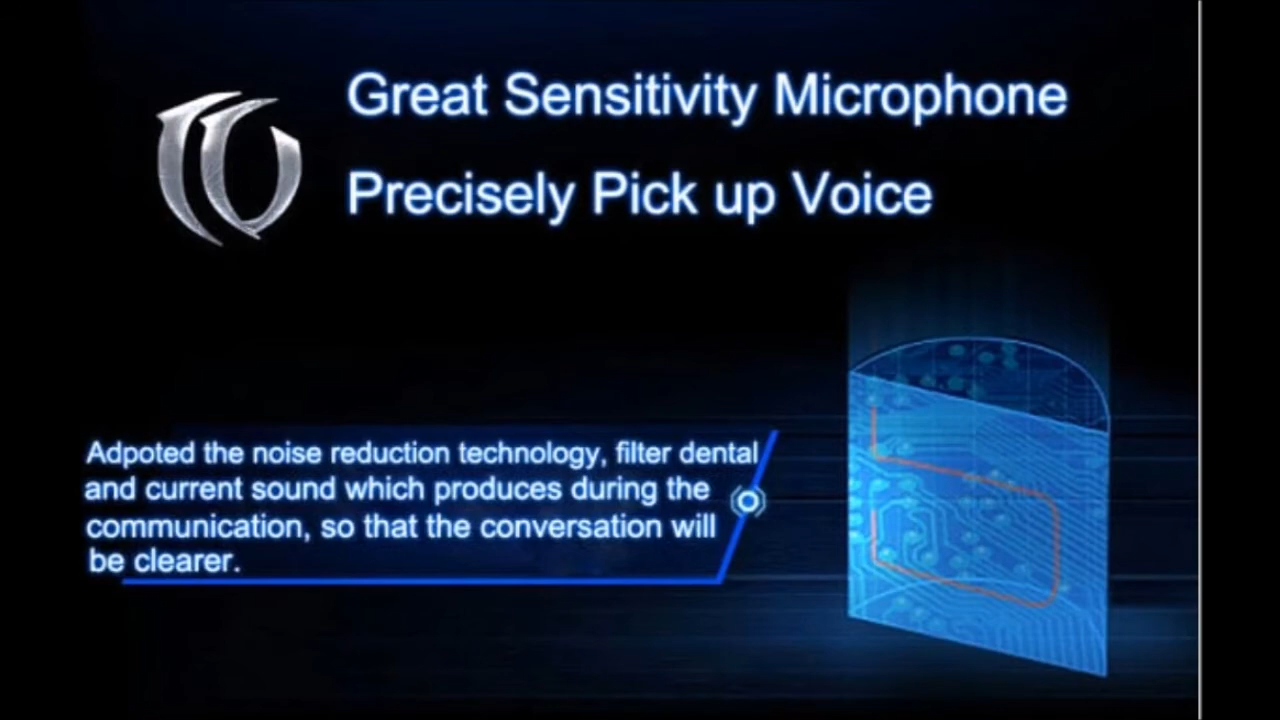 Great Sensitivity Microphone
Precisely Pick up Voice
Adpoted the noise reduction technology, filter dental
and current sound which produces during the
communication, so that the conversation will
be clearer.